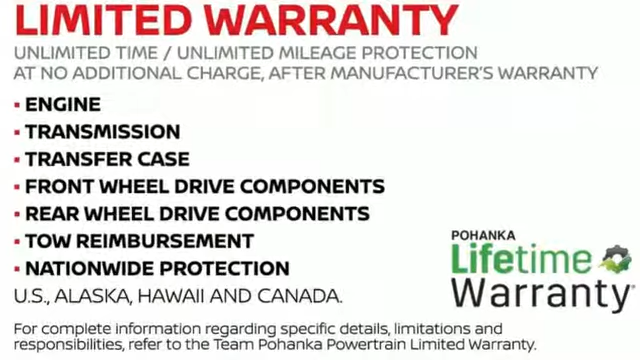 LIMITED WARRANTY
UNLIMITED TIME / UNLIMITED MILEAGE PROTECTION
AT NO ADDITIONAL CHARGE, AFTER MANUFACTURER'S WARRANTY
▪ ENGINE
▪ TRANSMISSION
▪ TRANSFER CASE
▪ FRONT WHEEL DRIVE COMPONENTS
▪ REAR WHEEL DRIVE COMPONENTS
▪ TOW REIMBURSEMENT
▪ NATIONWIDE PROTECTION
U.S., ALASKA, HAWAII AND CANADA.
POHANKA
Lifetime
Warranty
For complete information regarding specific details, limitations and
responsibilities, refer to the Team Pohanka Powertrain Limited Warranty.